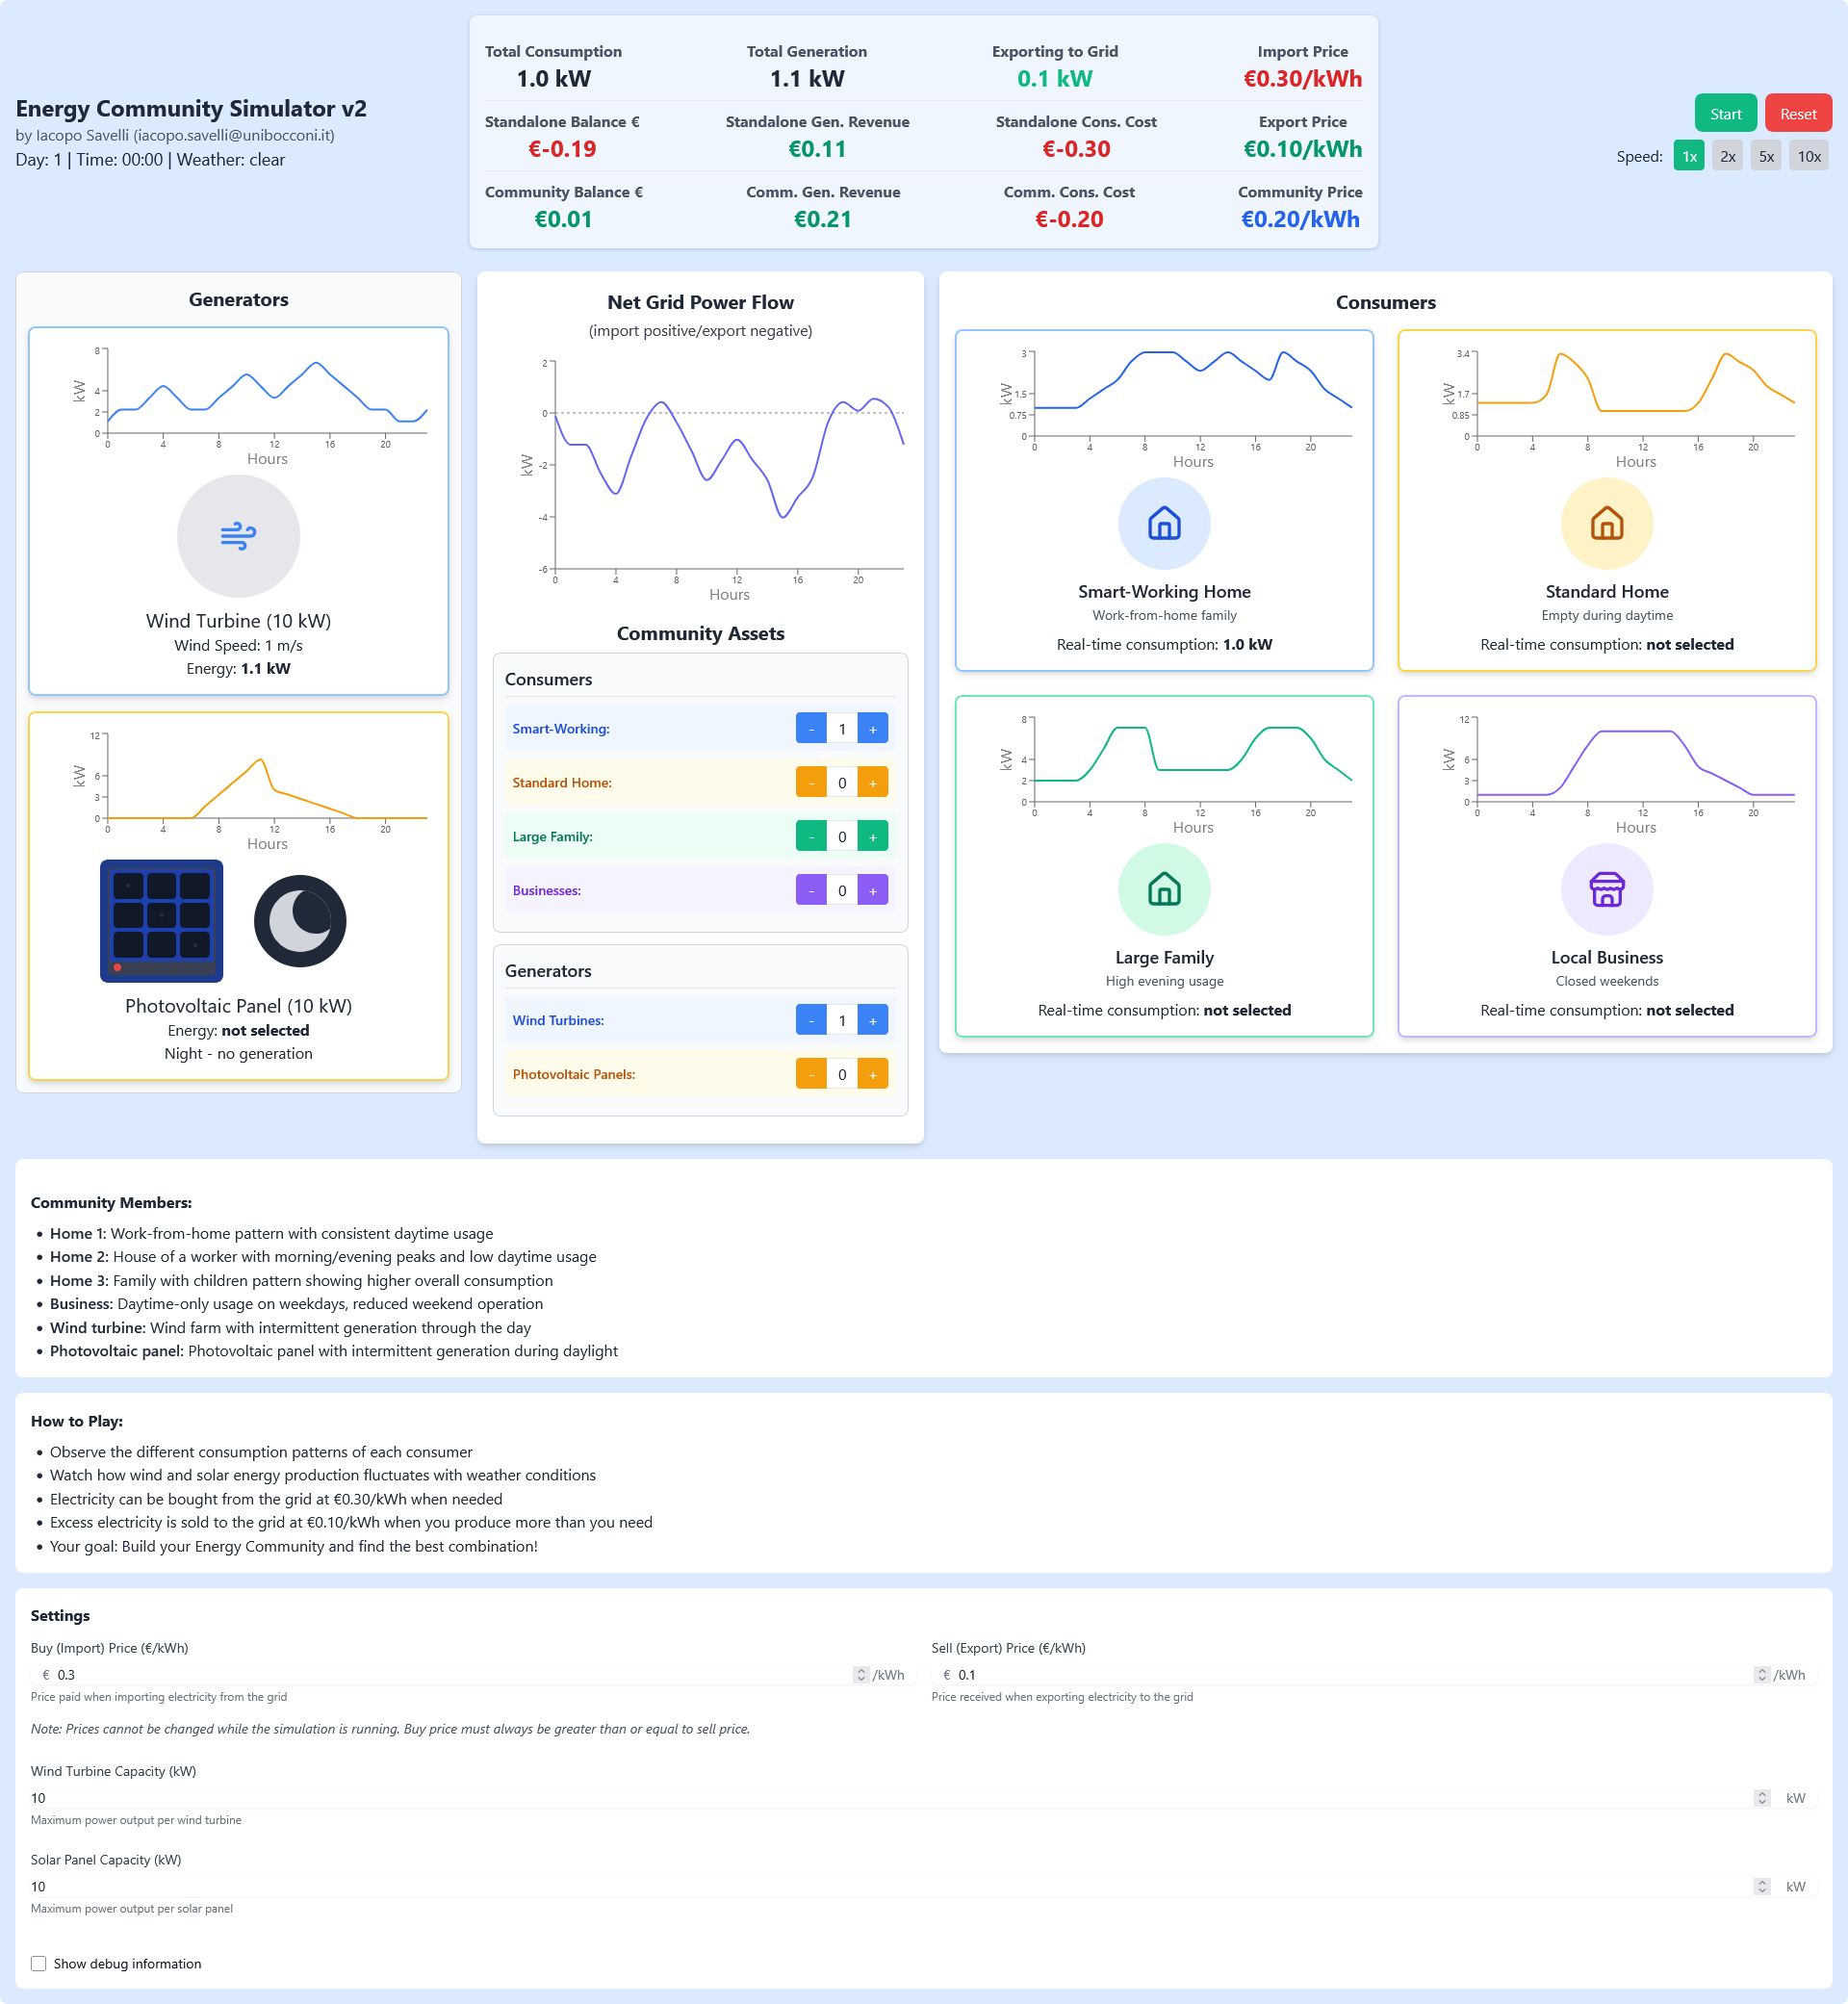 Energy Community Simulator v2
by Iacopo Savelli (iacopo.savelli@unibocconi.it)
Day: 1 | Time: 00:00 | Weather: clear
Total Consumption Total Generation Exporting to Grid Import Price
1.0 kW 1.1 kW 0.1 kW €0.30/kWh
Standalone Balance € Standalone Gen. Revenue Standalone Cons. Cost Export Price
€-0.19 €0.11 €-0.30 €0.10/kWh
Community Balance € Comm. Gen. Revenue Comm. Cons. Cost Community Price
€0.01 €0.21 €-0.20 €0.20/kWh
Start Reset
Speed: 1x 2x 5x 10x
Generators
8
4
2
0
kW
0 4 8 12 16 20
Hours
Wind Turbine (10 kW)
Wind Speed: 1 m/s
Energy: 1.1 kW
12
6
3
0
kW
0 4 8 12 16 20
Hours
Photovoltaic Panel (10 kW)
Energy: not selected
Night - no generation
Net Grid Power Flow
(import positive/export negative)
2
0
-2
-4
-6
kW
0 4 8 12 16 20
Hours
Community Assets
Consumers
Smart-Working: - 1 +
Standard Home: - 0 +
Large Family: - 0 +
Businesses: - 0 +
Generators
Wind Turbines: - 1 +
Photovoltaic Panels: - 0 +
Consumers
3
1.5
0.75
0
kW
0 4 8 12 16 20
Hours
Smart-Working Home
Work-from-home family
Real-time consumption: 1.0 kW
3.4
1.7
0.85
0
kW
0 4 8 12 16 20
Hours
Standard Home
Empty during daytime
Real-time consumption: not selected
8
4
2
0
kW
0 4 8 12 16 20
Hours
Large Family
High evening usage
Real-time consumption: not selected
12
6
3
0
kW
0 4 8 12 16 20
Hours
Local Business
Closed weekends
Real-time consumption: not selected
Community Members:
• Home 1: Work-from-home pattern with consistent daytime usage
• Home 2: House of a worker with morning/evening peaks and low daytime usage
• Home 3: Family with children pattern showing higher overall consumption
• Business: Daytime-only usage on weekdays, reduced weekend operation
• Wind turbine: Wind farm with intermittent generation through the day
• Photovoltaic panel: Photovoltaic panel with intermittent generation during daylight
How to Play:
• Observe the different consumption patterns of each consumer
• Watch how wind and solar energy production fluctuates with weather conditions
• Electricity can be bought from the grid at €0.30/kWh when needed
• Excess electricity is sold to the grid at €0.10/kWh when you produce more than you need
• Your goal: Build your Energy Community and find the best combination!
Settings
Buy (Import) Price (€/kWh) Sell (Export) Price (€/kWh)
€ 0.3 /kWh € 0.1 /kWh
Price paid when importing electricity from the grid Price received when exporting electricity to the grid
Note: Prices cannot be changed while the simulation is running. Buy price must always be greater than or equal to sell price.
Wind Turbine Capacity (kW)
10 kW
Maximum power output per wind turbine
Solar Panel Capacity (kW)
10 kW
Maximum power output per solar panel
Show debug information